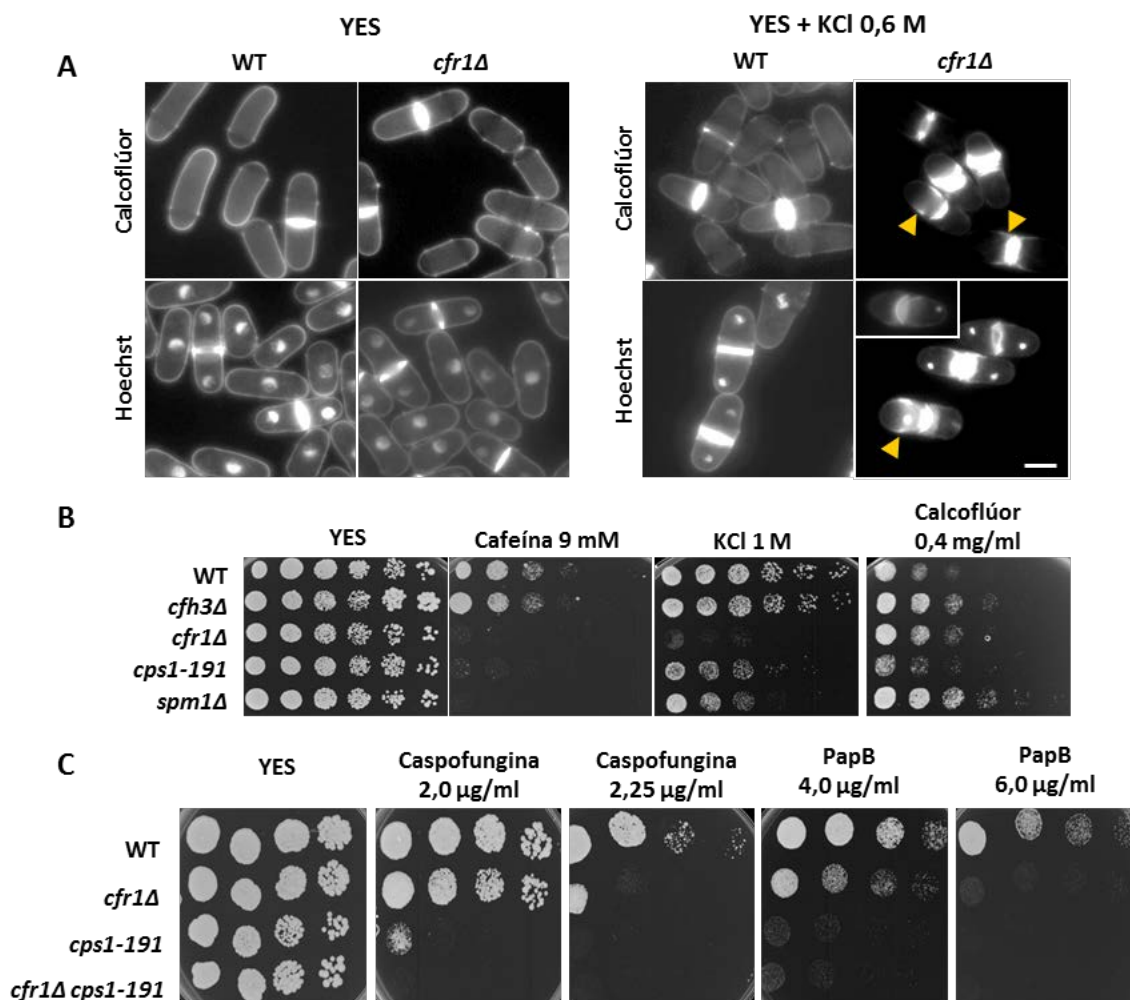 YES
YES + KCl 0,6 M
A
WT
cfr1Δ
WT
cfr1Δ
Calcoflúor
Calcoflúor
Hoechst
Hoechst
B
YES
Cafeína 9 mM
KCl 1 M
Calcoflúor
0,4 mg/ml
WT
cfh3Δ
cfr1Δ
cps1-191
spm1Δ
C
YES
Caspofungina
2,0 µg/ml
Caspofungina
2,25 µg/ml
PapB
4,0 µg/ml
PapB
6,0 µg/ml
WT
cfr1Δ
cps1-191
cfr1Δ cps1-191